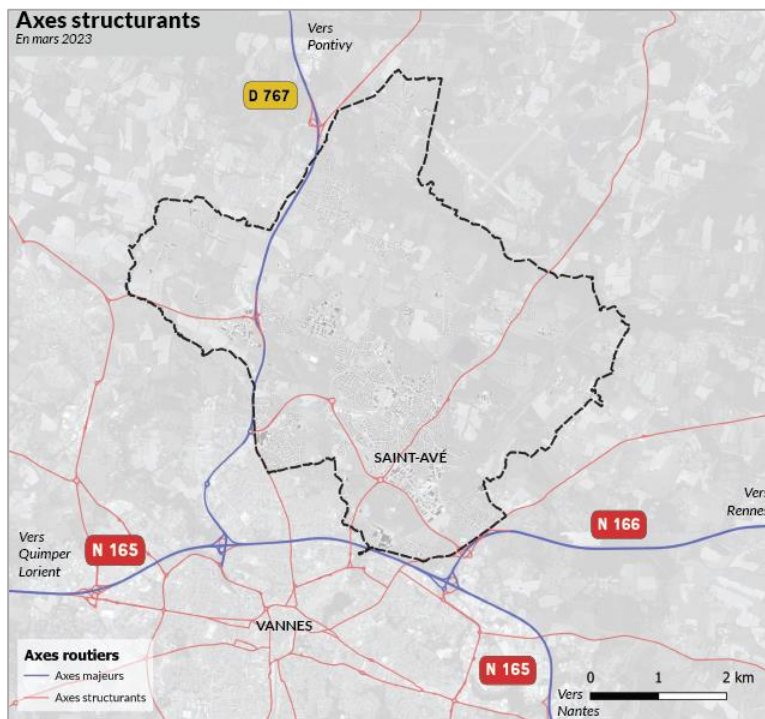 Axes structurants
En mars 2023
Vers
Pontivy
D 767
SAINT-AVÉ
Vers
Rennes
N 166
Vers
Quimper
Lorient
N 165
VANNES
Axes routiers
Axes majeurs
Axes structurants
N 165
0 1 2 km
Vers
Nantes